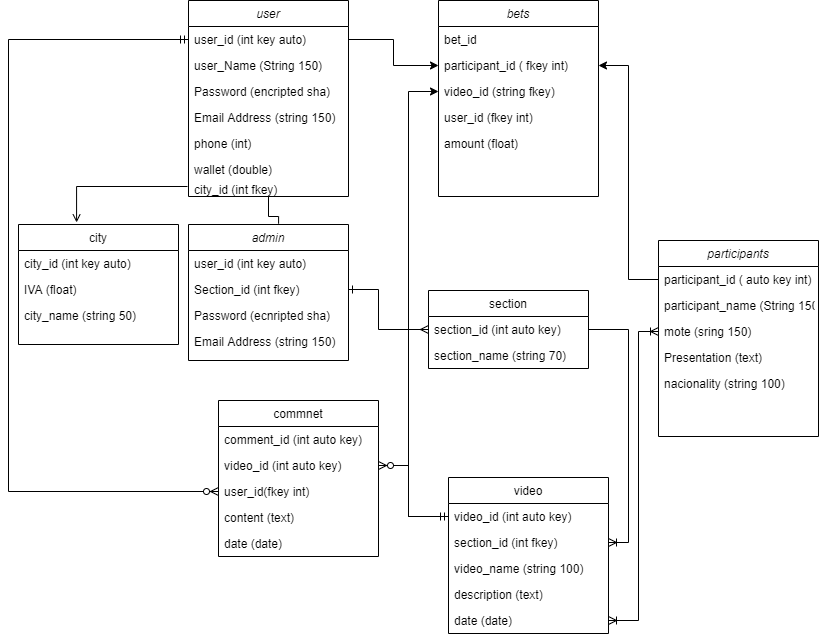 user
user_id (int key auto)
user_Name (String 150)
Password (encripted sha)
Email Address (string 150)
phone (int)
wallet (double)
city_id (int fkey)
bets
bet_id
participant_id ( fkey int)
video_id (string fkey)
user_id (fkey int)
amount (float)
city
city_id (int key auto)
IVA (float)
city_name (string 50)
admin
user_id (int key auto)
Section_id (int fkey)
Password (ecnripted sha)
Email Address (string 150)
section
section_id (int auto key)
section_name (string 70)
participants
participant_id ( auto key int)
participant_name (String 150
mote (sring 150)
Presentation (text)
nacionality (string 100)
commnet
comment_id (int auto key)
video_id (int auto key)
user_id(fkey int)
content (text)
date (date)
video
video_id (int auto key)
section_id (int fkey)
video_name (string 100)
description (text)
date (date)